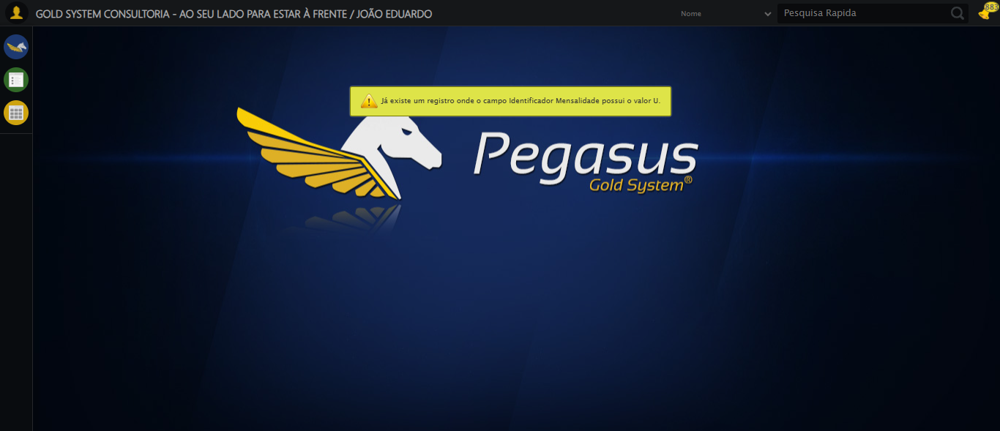 GOLD SYSTEM CONSULTORIA - AO SEU LADO PARA ESTAR À FRENTE / JOÃO EDUARDO
Nome
Pesquisa Rapida
883
Já existe um registro onde o campo Identificador Mensalidade possui o valor U.
Pegasus
Gold System®